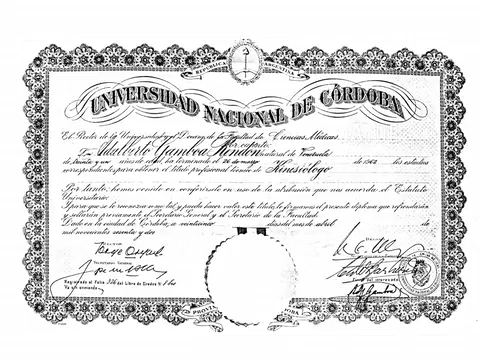 REPUBLICA
UNIVERSIDAD NACIONAL DE CÓRDOBA
El Rector de la Universidad y el Decano de la Facultad de Ciencias Médicas
Por cuanto:
Don Adalberto Gamboa Rondon natural de Venezuela
de treinta y un años de edad, ha terminado el 26 de marzo de 1962 los estudios
correspondientes para obtener el título profesional de Kinesiólogo
Por tanto: hemos venido en conferírselo en uso de la atribución que nos acuerda el Estatuto
Universitario.
I para que se le reconozca como tal y pueda hacer valer este título, lo firmamos el presente diploma que refrendarán
y sellarán previamente el Secretario General y el Secretario de la Facultad.
Dado en la ciudad de Córdoba, a veinticinco días del mes de abril de
mil novecientos sesenta y dos
Registrado al Folio 336 del Libro de Grados N°